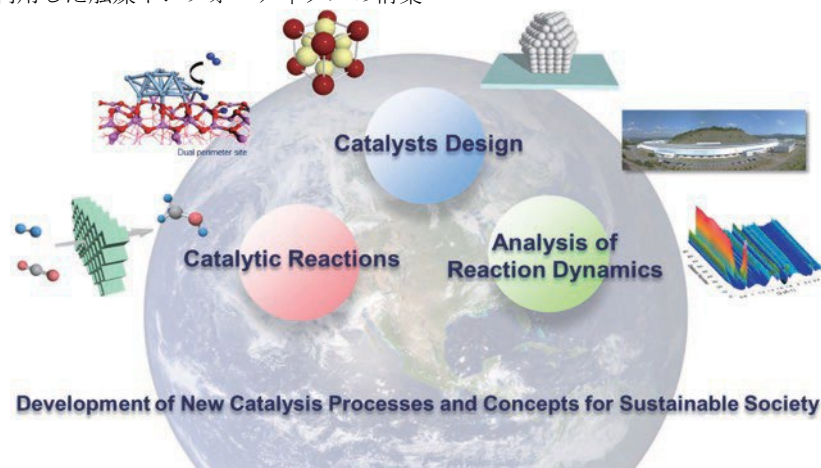 Dual perimeter site
Catalysts Design
Catalytic Reactions
Analysis of
Reaction Dynamics
Development of New Catalysis Processes and Concepts for Sustainable Society